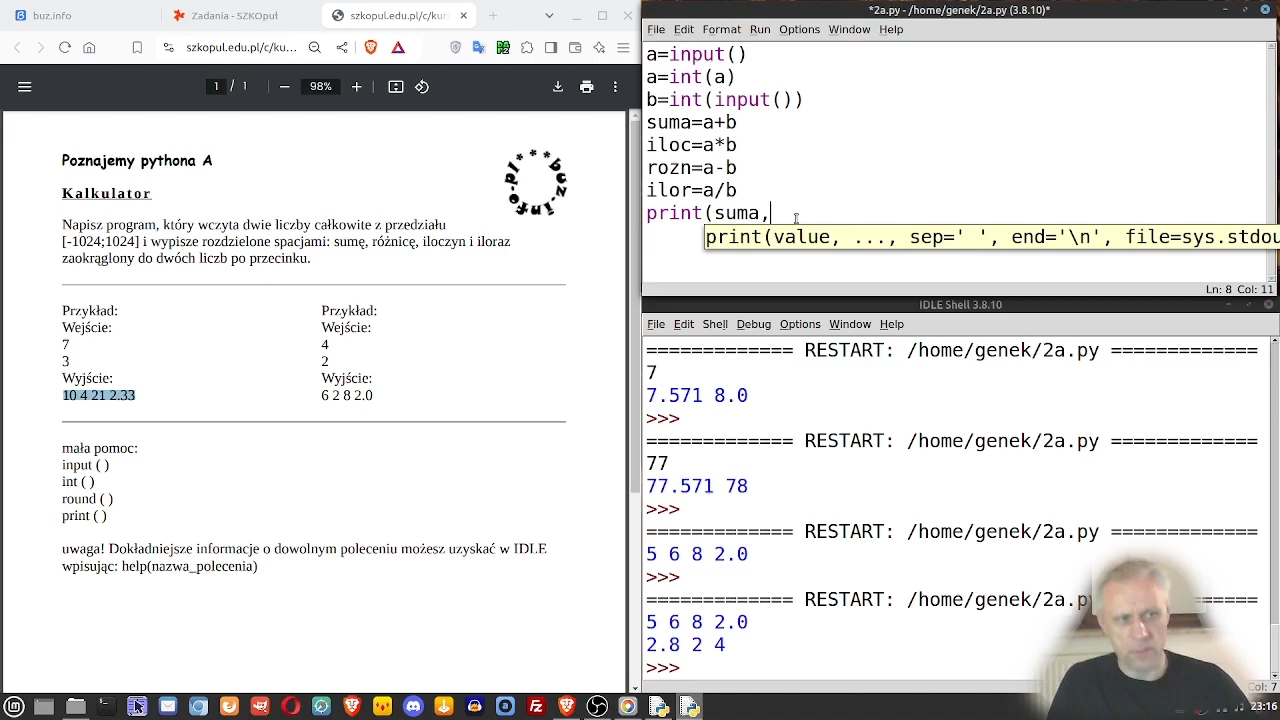 buz.info
Zadania - SZKOpuł
szkopul.edu.pl/c/kurs
szkopul.edu.pl/c/ku
1 / 1
98%
Poznajemy pythona A
***buz.info-pl*
Kalkulator
Napisz program, który wczyta dwie liczby całkowite z przedziału
[-1024;1024] i wypisze rozdzielone spacjami: sumę, różnicę, iloczyn i iloraz
zaokrąglony do dwóch liczb po przecinku.
Przykład:
Wejście:
7
3
Wyjście:
10 4 21 2.33
Przykład:
Wejście:
4
2
Wyjście:
6 2 8 2.0
mała pomoc:
input ( )
int ( )
round ( )
print ( )
uwaga! Dokładniejsze informacje o dowolnym poleceniu możesz uzyskać w IDLE
wpisując: help(nazwa_polecenia)
*2a.py - /home/genek/2a.py (3.8.10)*
File Edit Format Run Options Window Help
a=input()
a=int(a)
b=int(input())
suma=a+b
iloc=a*b
rozn=a-b
ilor=a/b
print(suma,
print(value, ..., sep=' ', end='\n', file=sys.stdou
Ln: 8 Col: 11
IDLE Shell 3.8.10
File Edit Shell Debug Options Window Help
============= RESTART: /home/genek/2a.py =============
7
7.571 8.0
>>>
============= RESTART: /home/genek/2a.py =============
77
77.571 78
>>>
============= RESTART: /home/genek/2a.py =============
5 6 8 2.0
>>>
============= RESTART: /home/genek/2a.py =============
5 6 8 2.0
2.8 2 4
>>>
Col: 7
23:16